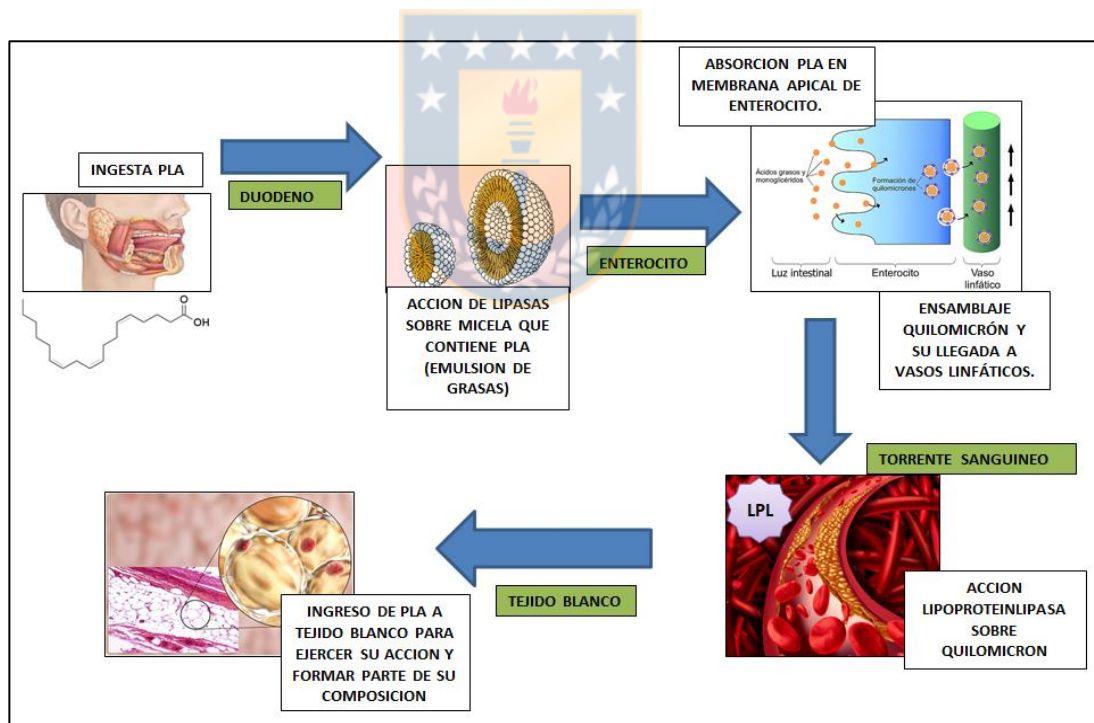 INGESTA PLA
DUODENO
O
OH
ACCION DE LIPASAS
SOBRE MICELA QUE
CONTIENE PLA
(EMULSION DE
GRASAS)
ENTEROCITO
ABSORCION PLA EN
MEMBRANA APICAL DE
ENTEROCITO.
Ácidos grasos y
monoglicéridos
Formación de
quilomicrones
Luz intestinal
Enterocito
Vaso
linfático
ENSAMBLAJE
QUILOMICRÓN Y
SU LLEGADA A
VASOS LINFÁTICOS.
TORRENTE SANGUINEO
LPL
ACCION
LIPOPROTEINLIPASA
SOBRE
QUILOMICRON
TEJIDO BLANCO
INGRESO DE PLA A
TEJIDO BLANCO PARA
EJERCER SU ACCION Y
FORMAR PARTE DE SU
COMPOSICION